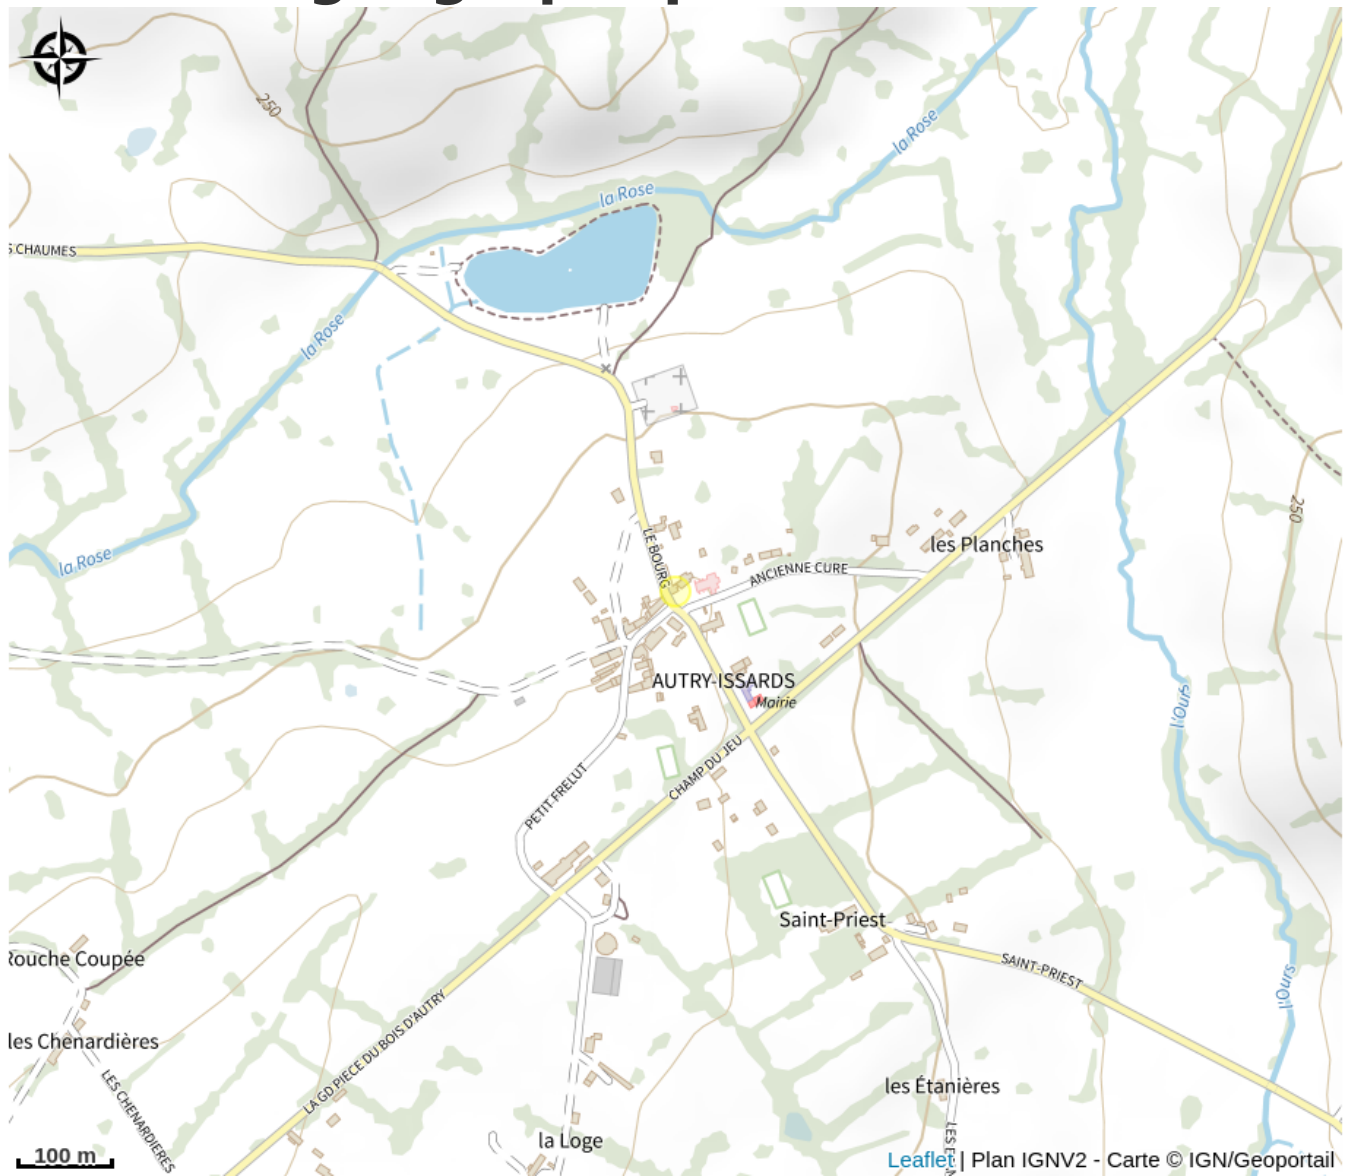 250
la Rose
la Rose
S CHAUMES
la Rose
la Rose
LE BOURG
ANCIENNE CURE
les Planches
250
AUTRY-ISSARDS
Mairie
l'Ours
CHAMP DU JEU
PETIT-FRELUT
Saint-Priest
SAINT-PRIEST
Rouche Coupée
l'Ours
LA GD PIECE DU BOIS D'AUTRY
les Chenardières
LES CHENARDIERES
les Étanières
la Loge
100 m
Leaflet | Plan IGNV2 - Carte © IGN/Geoportail